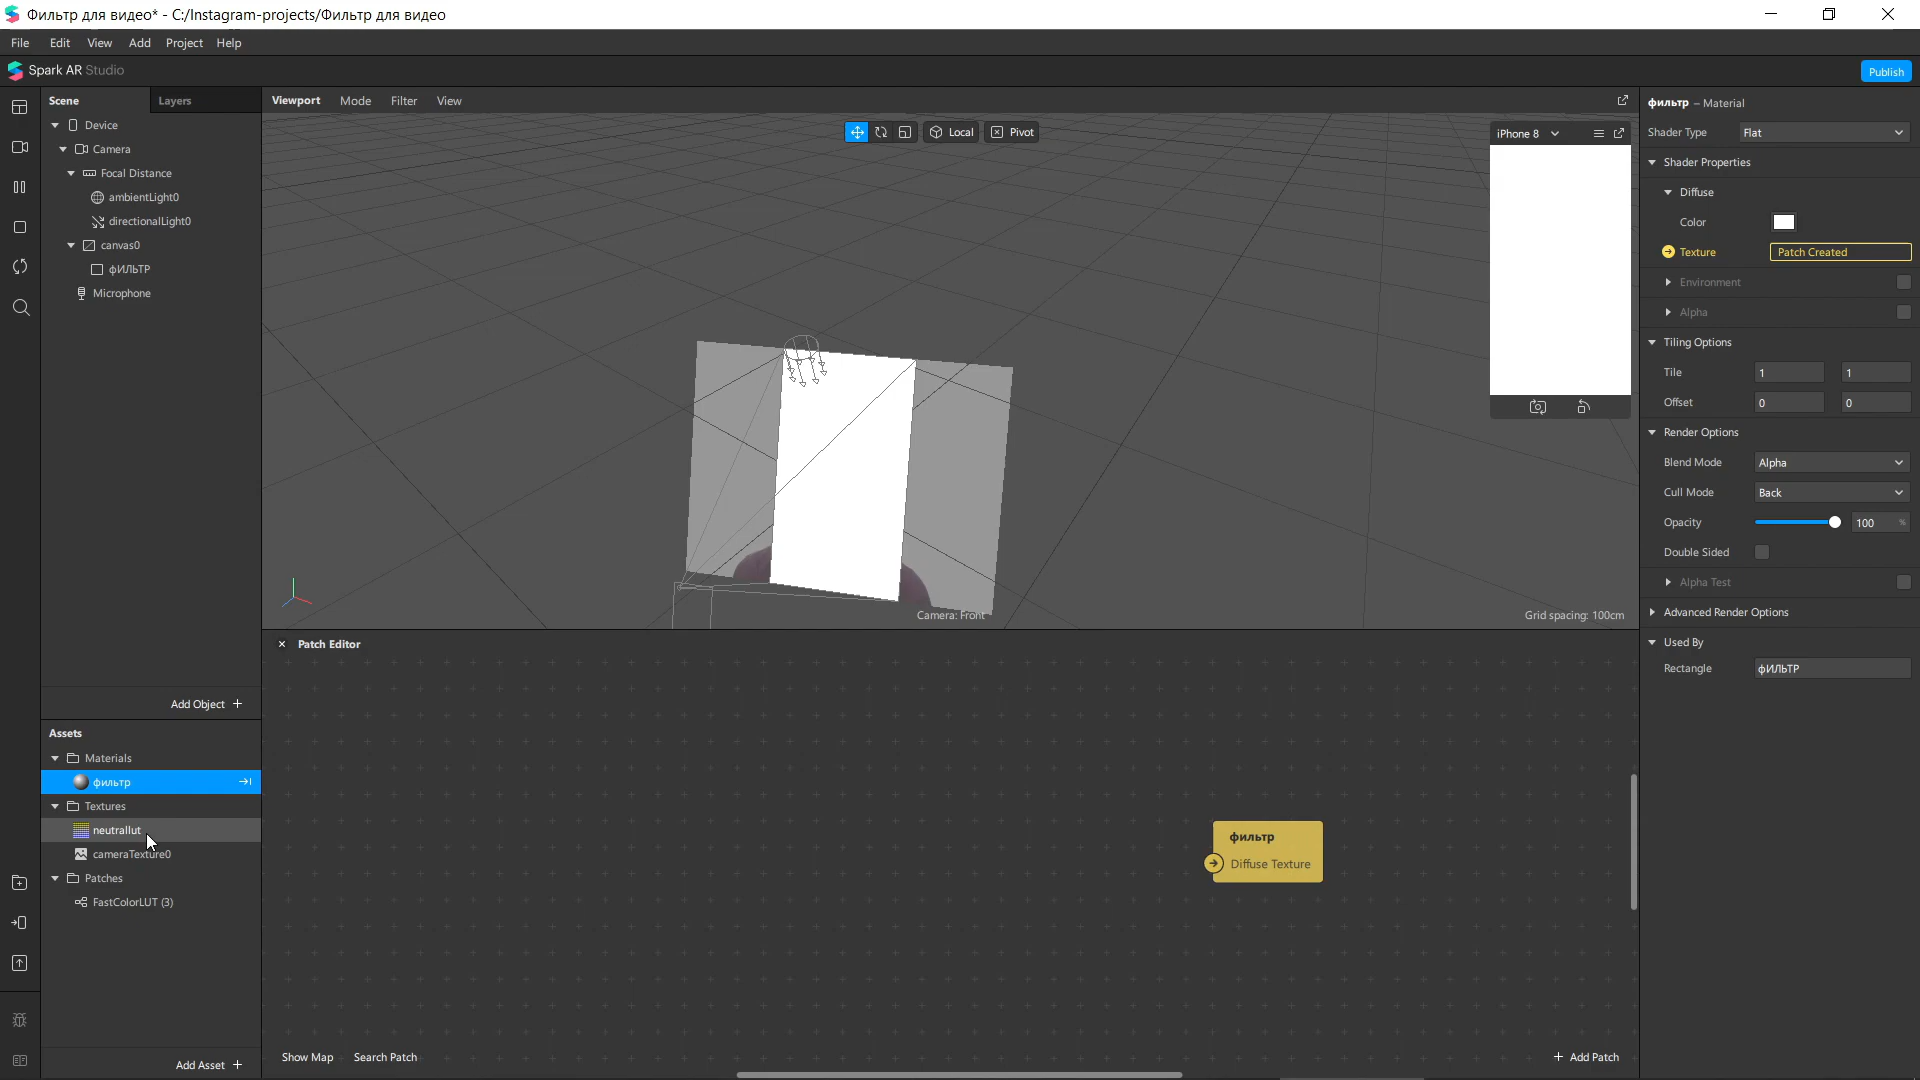 Фильтр для видео* - C:/Instagram-projects/Фильтр для видео
File Edit View Add Project Help
Spark AR Studio
Publish
Scene
Layers
Device
Camera
Focal Distance
ambientLight0
directionalLight0
canvas0
фИЛЬТР
Microphone
Add Object +
Assets
Materials
фильтр
Textures
neutrallut
cameraTexture0
Patches
FastColorLUT (3)
Add Asset +
Viewport Mode Filter View
Local
Pivot
iPhone 8
Camera: Front
Grid spacing: 100cm
Patch Editor
фильтр
Diffuse Texture
Show Map
Search Patch
+ Add Patch
фильтр – Material
Shader Type Flat
Shader Properties
Diffuse
Color
Texture Patch Created
Environment
Alpha
Tiling Options
Tile 1 1
Offset 0 0
Render Options
Blend Mode Alpha
Cull Mode Back
Opacity 100 %
Double Sided
Alpha Test
Advanced Render Options
Used By
Rectangle фИЛЬТР